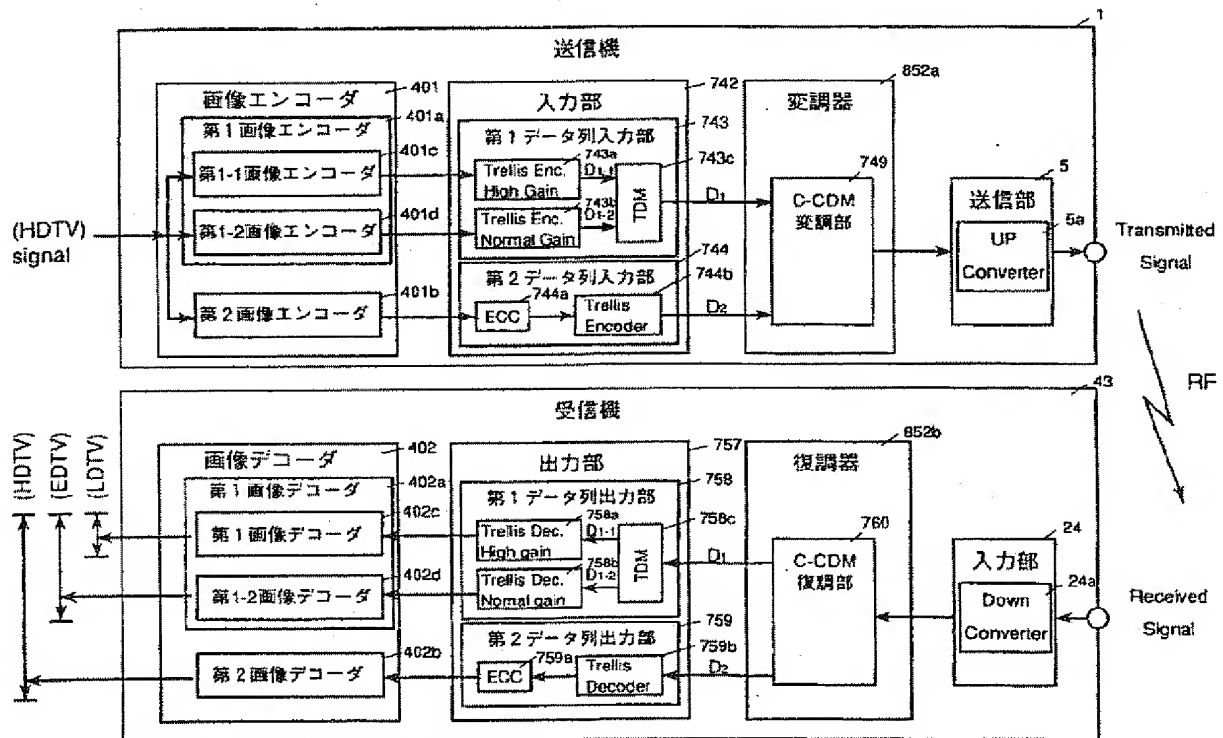 1
送信機
画像エンコーダ
401
第1画像エンコーダ
401a
第1-1画像エンコーダ
401c
第1-2画像エンコーダ
401d
第2画像エンコーダ
401b
(HDTV)
signal
入力部
742
第1データ列入力部
743
Trellis Enc.
High Gain
743a
D1-1
Trellis Enc.
Normal Gain
743b
D1-2
TDM
743c
D1
第2データ列入力部
744
ECC
744a
Trellis
Encoder
744b
D2
変調器
852a
C-CDM
変調部
749
送信部
5
UP
Converter
5a
Transmitted
Signal
RF
43
受信機
(HDTV)
(EDTV)
(LDTV)
画像デコーダ
402
第1画像デコーダ
402a
第1画像デコーダ
402c
第1-2画像デコーダ
402d
第2画像デコーダ
402b
出力部
757
第1データ列出力部
758
Trellis Dec.
High gain
758a
D1-1
Trellis Dec.
Normal gain
758b
D1-2
TDM
758c
D1
第2データ列出力部
759
ECC
759a
Trellis
Decoder
759b
D2
復調器
852b
C-CDM
復調部
760
入力部
24
Down
Converter
24a
Received
Signal